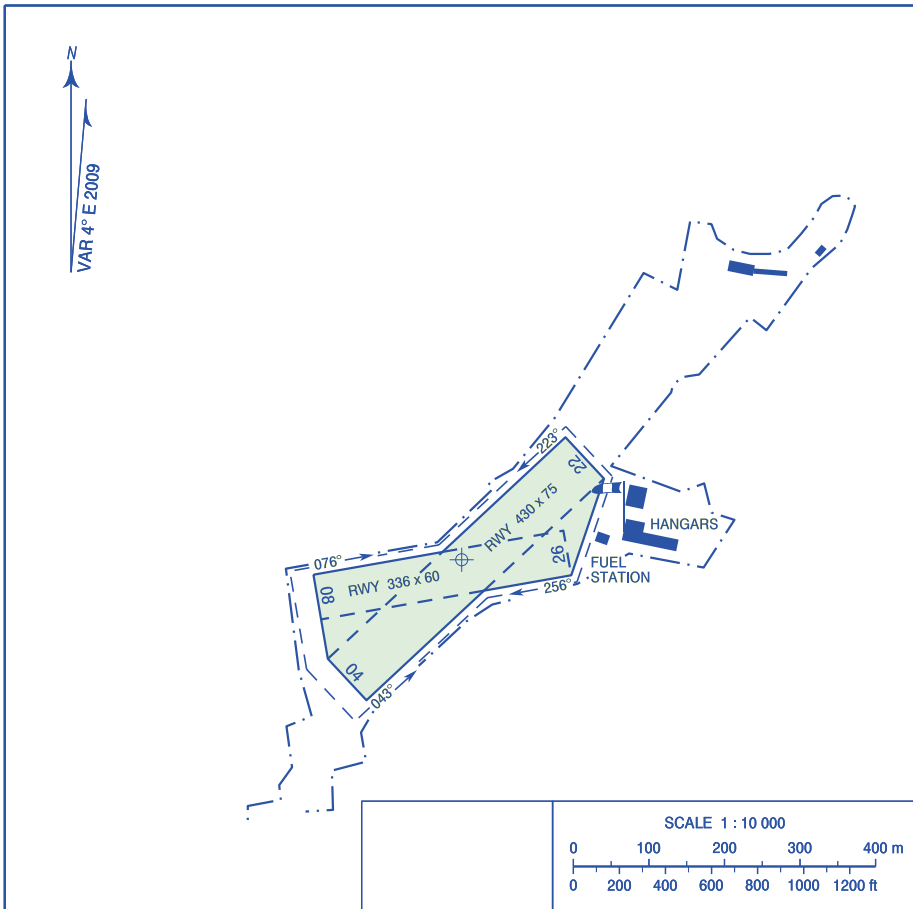 N
VAR 4° E 2009
223°
22
RWY 430 x 75
HANGARS
076°
26
FUEL
STATION
RWY 336 x 60
08
256°
04
043°
SCALE 1 : 10 000
0 100 200 300 400 m
0 200 400 600 800 1000 1200 ft